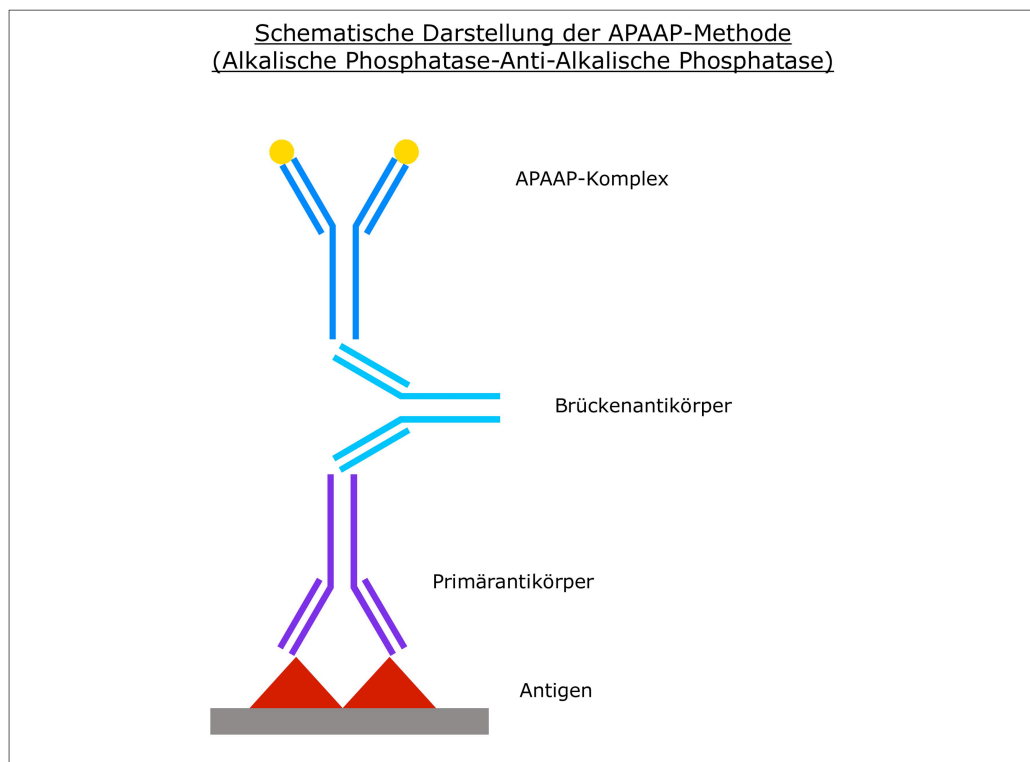 Schematische Darstellung der APAAP-Methode
(Alkalische Phosphatase-Anti-Alkalische Phosphatase)
APAAP-Komplex
Brückenantikörper
Primärantikörper
Antigen